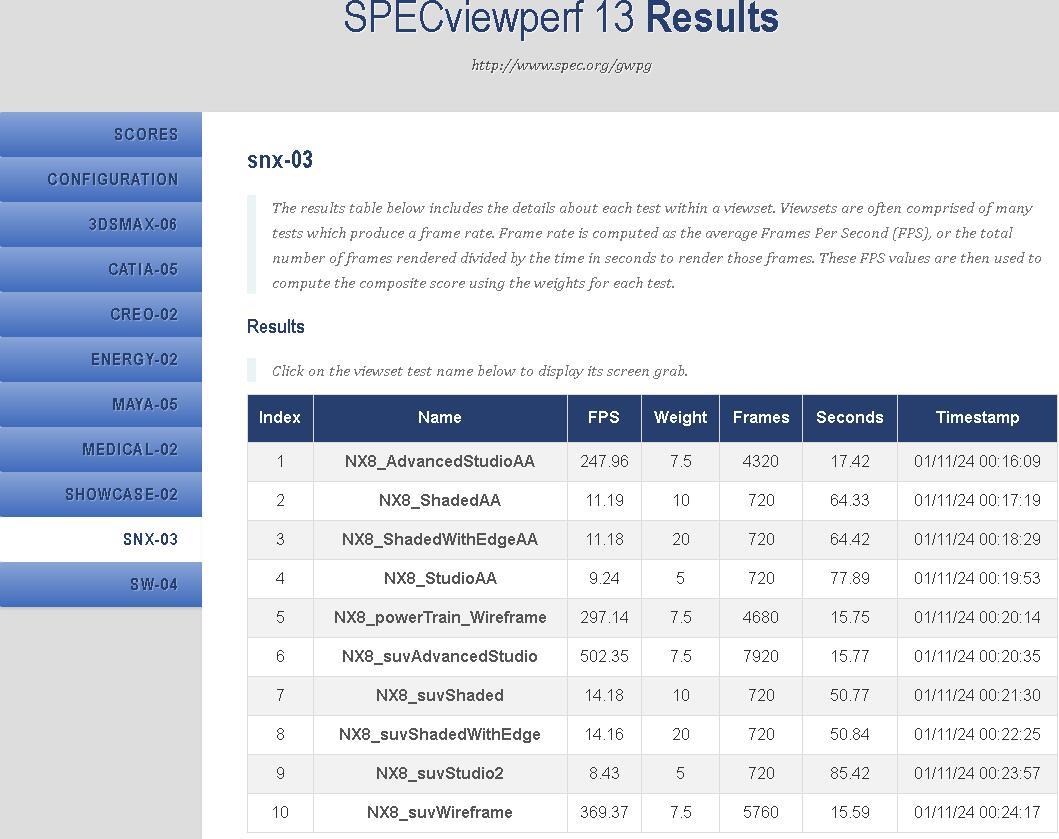 SPECviewperf 13 Results
http://www.spec.org/gwpg
SCORES
CONFIGURATION
3DSMAX-06
CATIA-05
CREO-02
ENERGY-02
MAYA-05
MEDICAL-02
SHOWCASE-02
SNX-03
SW-04
snx-03
The results table below includes the details about each test within a viewset. Viewsets are often comprised of many
tests which produce a frame rate. Frame rate is computed as the average Frames Per Second (FPS), or the total
number of frames rendered divided by the time in seconds to render those frames. These FPS values are then used to
compute the composite score using the weights for each test.
Results
Click on the viewset test name below to display its screen grab.
Index Name FPS Weight Frames Seconds Timestamp
1 NX8_AdvancedStudioAA 247.96 7.5 4320 17.42 01/11/24 00:16:09
2 NX8_ShadedAA 11.19 10 720 64.33 01/11/24 00:17:19
3 NX8_ShadedWithEdgeAA 11.18 20 720 64.42 01/11/24 00:18:29
4 NX8_StudioAA 9.24 5 720 77.89 01/11/24 00:19:53
5 NX8_powerTrain_Wireframe 297.14 7.5 4680 15.75 01/11/24 00:20:14
6 NX8_suvAdvancedStudio 502.35 7.5 7920 15.77 01/11/24 00:20:35
7 NX8_suvShaded 14.18 10 720 50.77 01/11/24 00:21:30
8 NX8_suvShadedWithEdge 14.16 20 720 50.84 01/11/24 00:22:25
9 NX8_suvStudio2 8.43 5 720 85.42 01/11/24 00:23:57
10 NX8_suvWireframe 369.37 7.5 5760 15.59 01/11/24 00:24:17